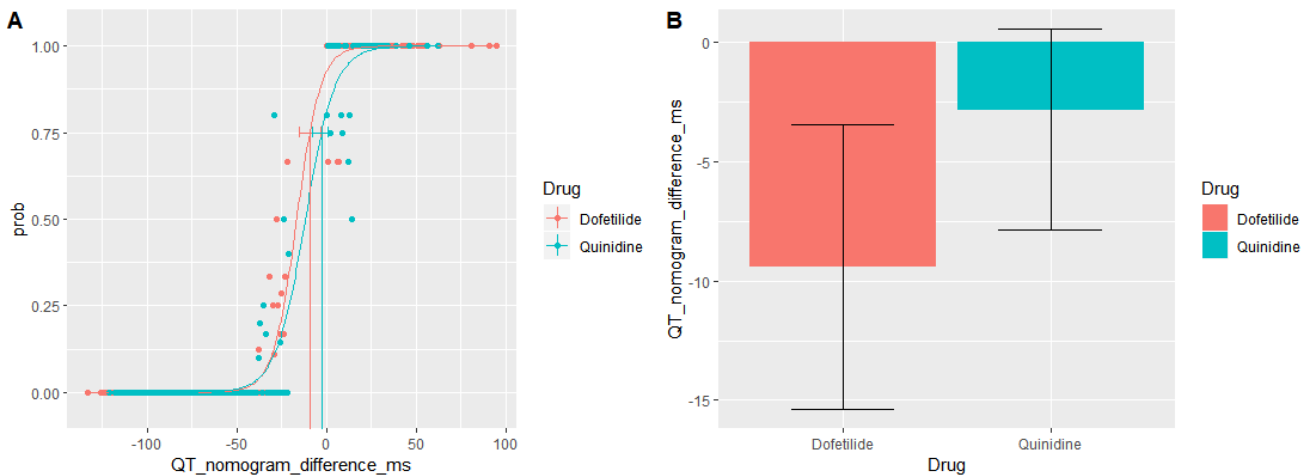 A
prob
1.00
0.75
0.50
0.25
0.00
-100
-50
0
50
100
QT_nomogram_difference_ms
Drug
Dofetilide
Quinidine
B
QT_nomogram_difference_ms
0
-5
-10
-15
Dofetilide
Quinidine
Drug
Drug
Dofetilide
Quinidine